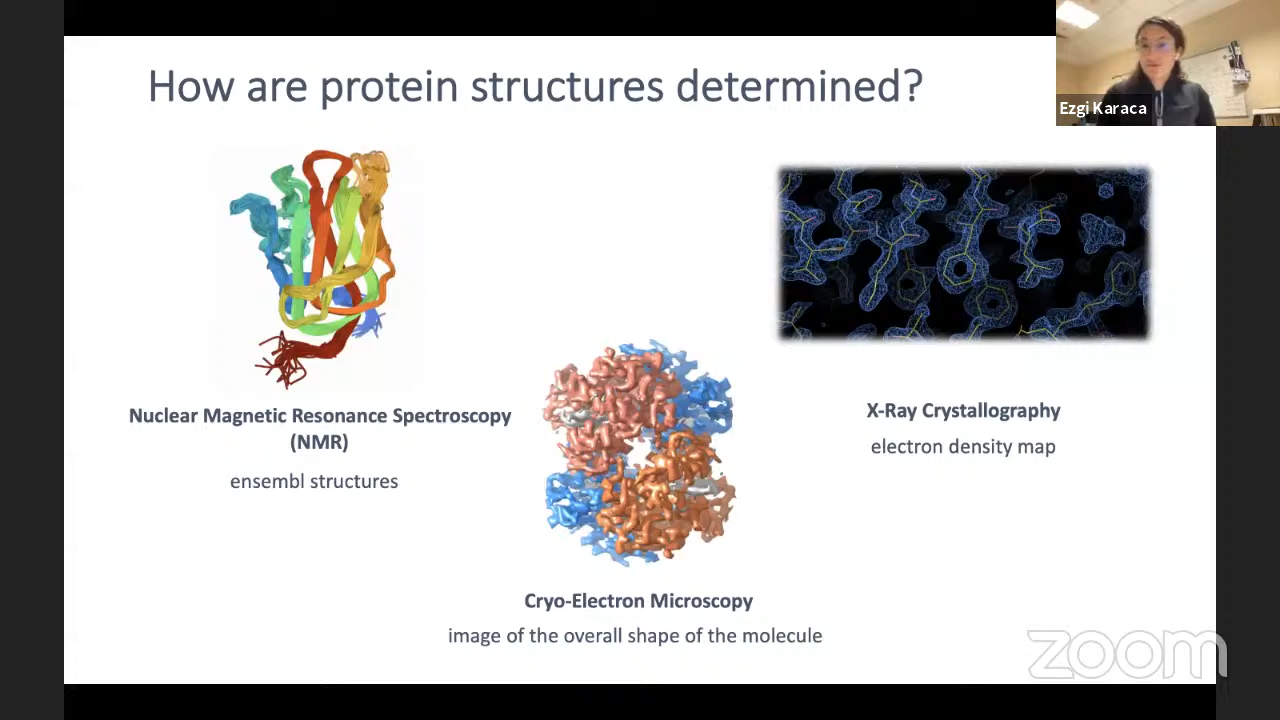 How are protein structures determined?
Ezgi Karaca
Nuclear Magnetic Resonance Spectroscopy
(NMR)
ensembl structures
X-Ray Crystallography
electron density map
Cryo-Electron Microscopy
image of the overall shape of the molecule
zoom